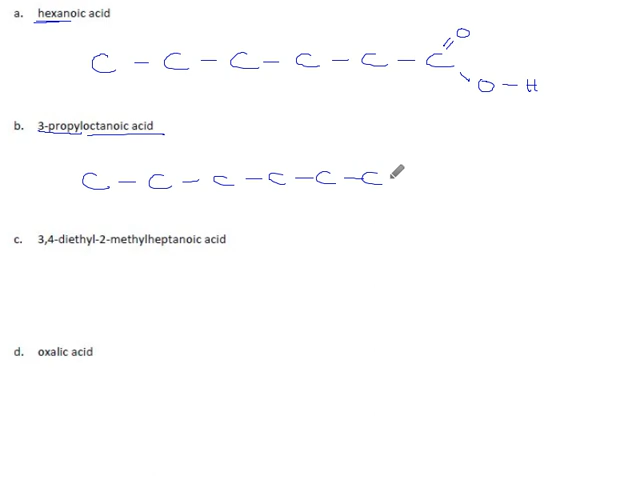 a. hexanoic acid
O
C - C - C - C - C - C
O - H
b. 3-propyloctanoic acid
C - C - C - C - C - C
c. 3,4-diethyl-2-methylheptanoic acid
d. oxalic acid